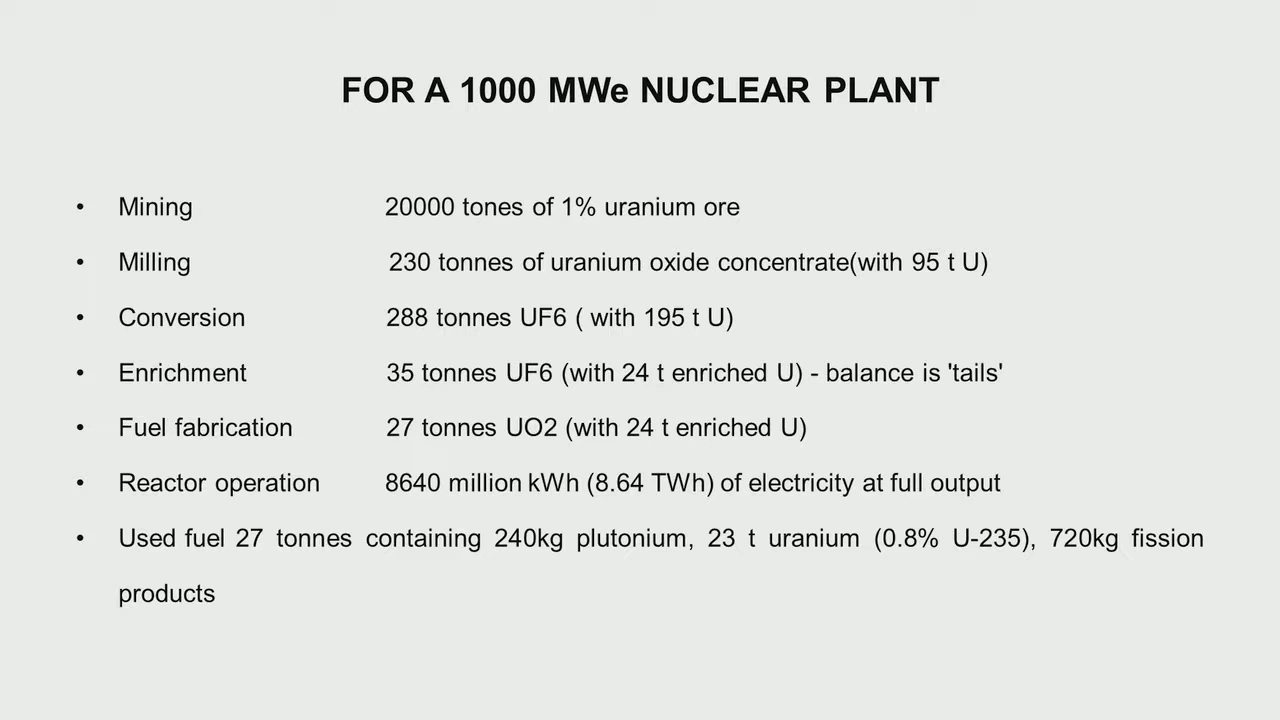 FOR A 1000 MWe NUCLEAR PLANT
• Mining 20000 tones of 1% uranium ore
• Milling 230 tonnes of uranium oxide concentrate(with 95 t U)
• Conversion 288 tonnes UF6 ( with 195 t U)
• Enrichment 35 tonnes UF6 (with 24 t enriched U) - balance is 'tails'
• Fuel fabrication 27 tonnes UO2 (with 24 t enriched U)
• Reactor operation 8640 million kWh (8.64 TWh) of electricity at full output
• Used fuel 27 tonnes containing 240kg plutonium, 23 t uranium (0.8% U-235), 720kg fission
products